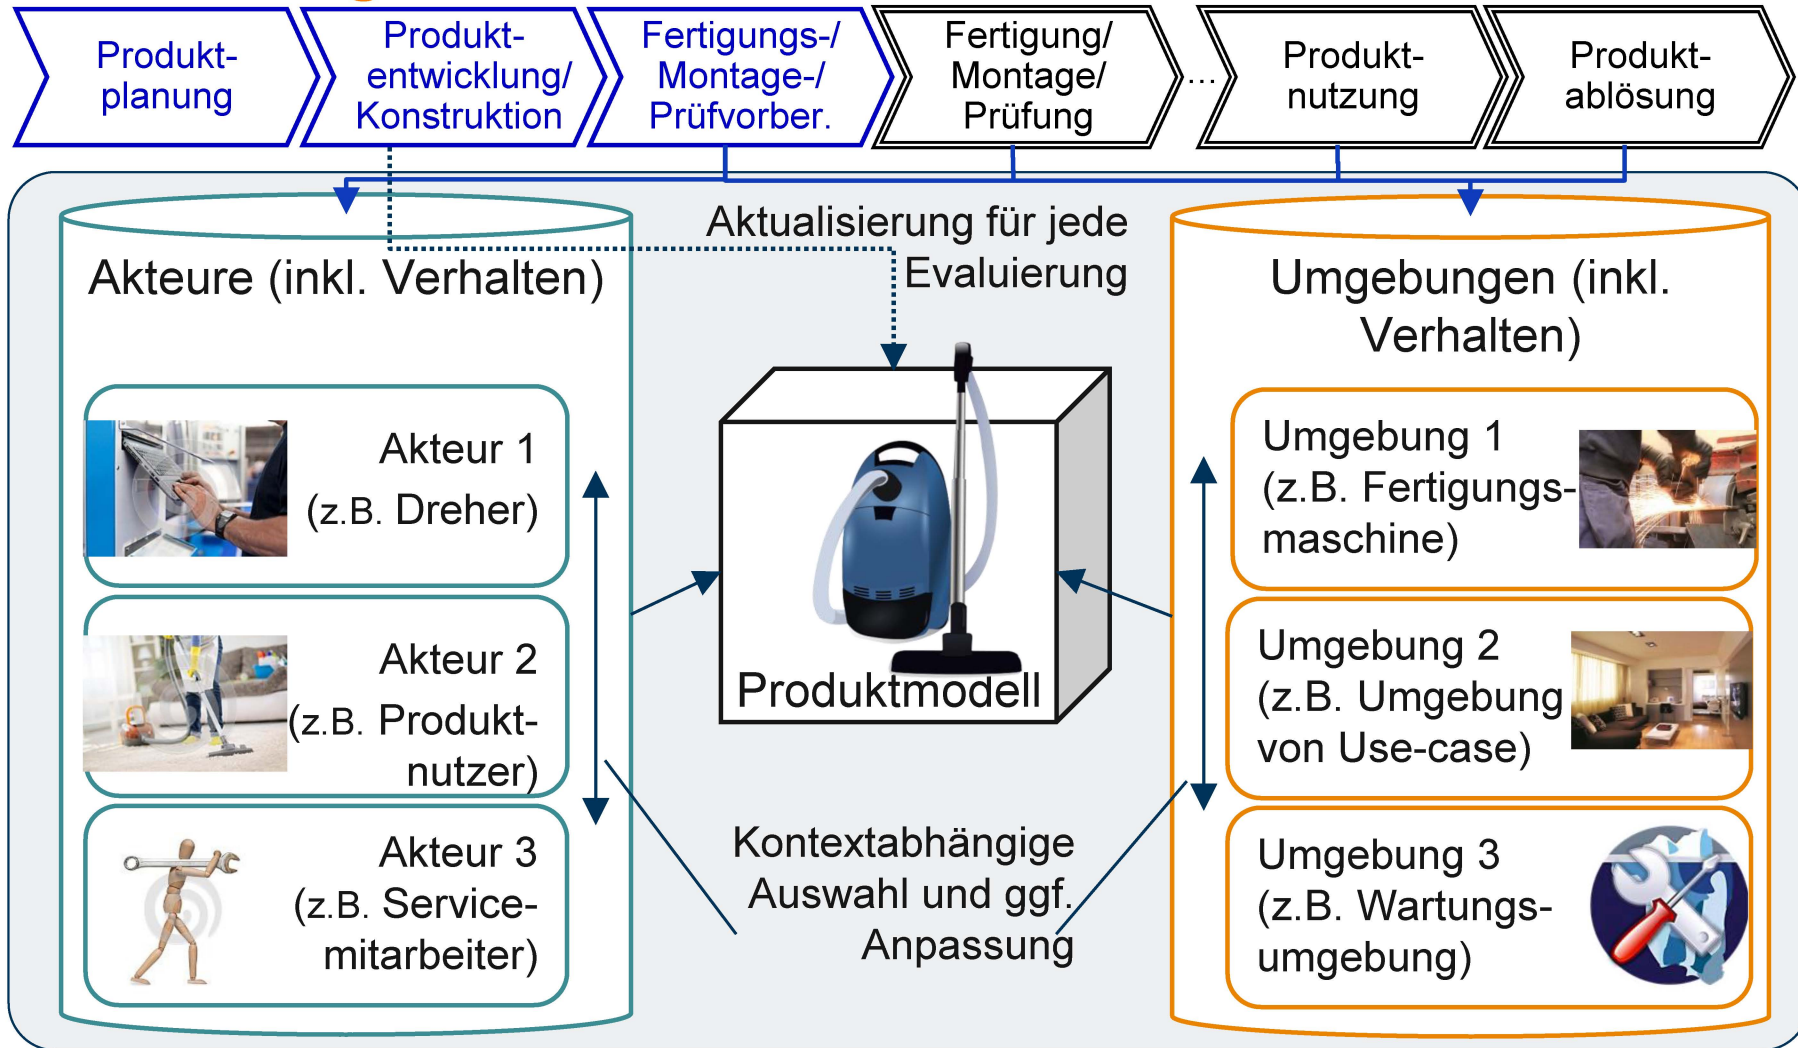 Produkt-
planung
Produkt-
entwicklung/
Konstruktion
Fertigungs-/
Montage-/
Prüfvorber.
Fertigung/
Montage/
Prüfung
...
Produkt-
nutzung
Produkt-
ablösung
Aktualisierung für jede
Evaluierung
Akteure (inkl. Verhalten)
Akteur 1
(z.B. Dreher)
Akteur 2
(z.B. Produkt-
nutzer)
Akteur 3
(z.B. Service-
mitarbeiter)
Produktmodell
Kontextabhängige
Auswahl und ggf.
Anpassung
Umgebungen (inkl.
Verhalten)
Umgebung 1
(z.B. Fertigungs-
maschine)
Umgebung 2
(z.B. Umgebung
von Use-case)
Umgebung 3
(z.B. Wartungs-
umgebung)